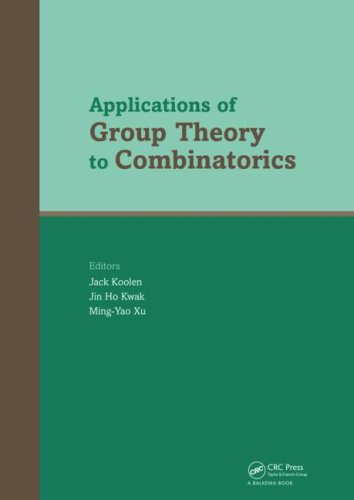 Applications of
Group Theory
to Combinatorics
Editors
Jack Koolen
Jin Ho Kwak
Ming-Yao Xu
CRC Press
Taylor & Francis Group
A BALKEMA BOOK